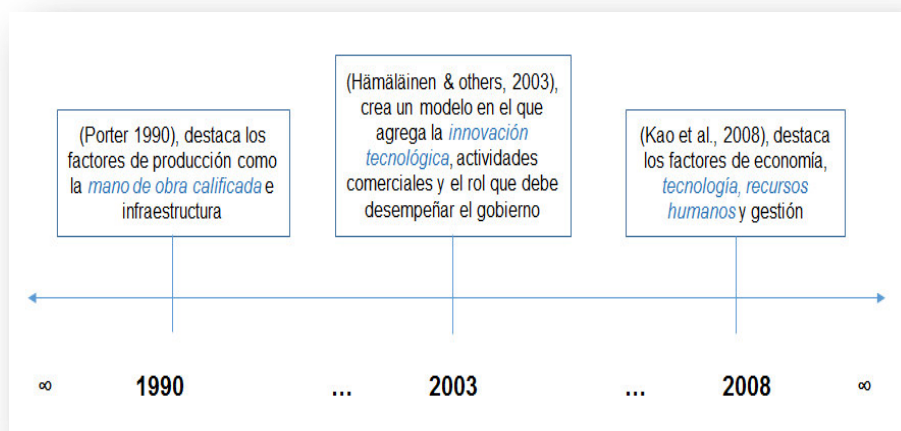 (Porter 1990), destaca los
factores de producción como
la mano de obra calificada e
infraestructura
(Hämäläinen & others, 2003),
crea un modelo en el que
agrega la innovación
tecnológica, actividades
comerciales y el rol que debe
desempeñar el gobierno
(Kao et al., 2008), destaca
los factores de economía,
tecnología, recursos
humanos y gestión
∞ 1990 ... 2003 ... 2008 ∞